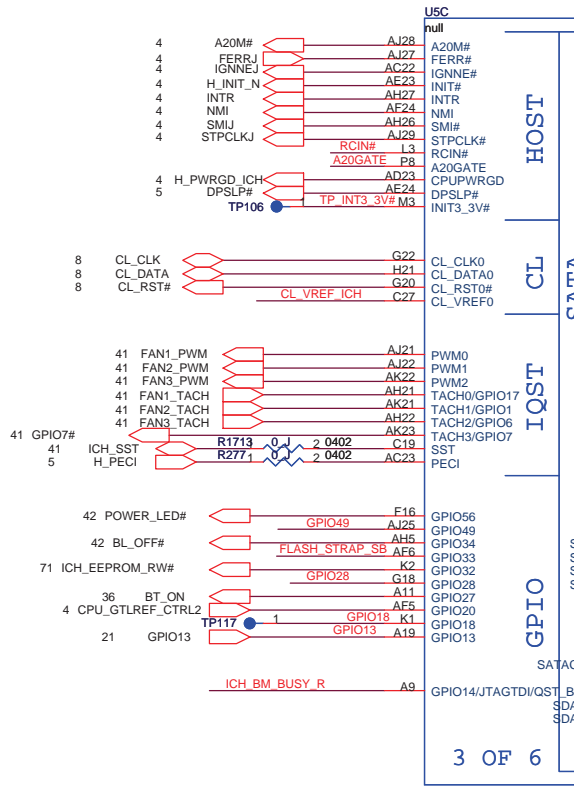 U5C
null
4 A20M# AJ28 A20M#
4 FERRJ AJ27 FERR#
4 IGNNEJ AC22 IGNNE#
4 H_INIT_N AE23 INIT#
4 INTR AH27 INTR
4 NMI AF24 NMI
4 SMIJ AH26 SMI#
4 STPCLKJ AJ29 STPCLK#
RCIN# L3 RCIN#
A20GATE P8 A20GATE
4 H_PWRGD_ICH AD23 CPUPWRGD
5 DPSLP# AE24 DPSLP#
TP106 1 TP_INT3_3V# M3 INIT3_3V#
HOST
8 CL_CLK G22 CL_CLK0
8 CL_DATA H21 CL_DATA0
8 CL_RST# G20 CL_RST0#
CL_VREF_ICH C27 CL_VREF0
CL
SATA
41 FAN1_PWM AJ21 PWM0
41 FAN2_PWM AJ22 PWM1
41 FAN3_PWM AK22 PWM2
41 FAN1_TACH AH21 TACH0/GPIO17
41 FAN2_TACH AK21 TACH1/GPIO1
41 FAN3_TACH AH22 TACH2/GPIO6
41 GPIO7# AK23 TACH3/GPIO7
41 ICH_SST R1713 0_J 2 0402 C19 SST
5 H_PECI R277 1 0_J 2 0402 AC23 PECI
IQST
42 POWER_LED# F16 GPIO56
GPIO49 AJ25 GPIO49
42 BL_OFF# AH5 GPIO34
FLASH_STRAP_SB AF6 GPIO33
71 ICH_EEPROM_RW# K2 GPIO32
GPIO28 G18 GPIO28
36 BT_ON A11 GPIO27
4 CPU_GTLREF_CTRL2 AF5 GPIO20
TP117 1 GPIO18 K1 GPIO18
21 GPIO13 GPIO13 A19 GPIO13
GPIO
SATAC
ICH_BM_BUSY_R A9 GPIO14/JTAGTDI/QST_B
SDA
SDA
3 OF 6